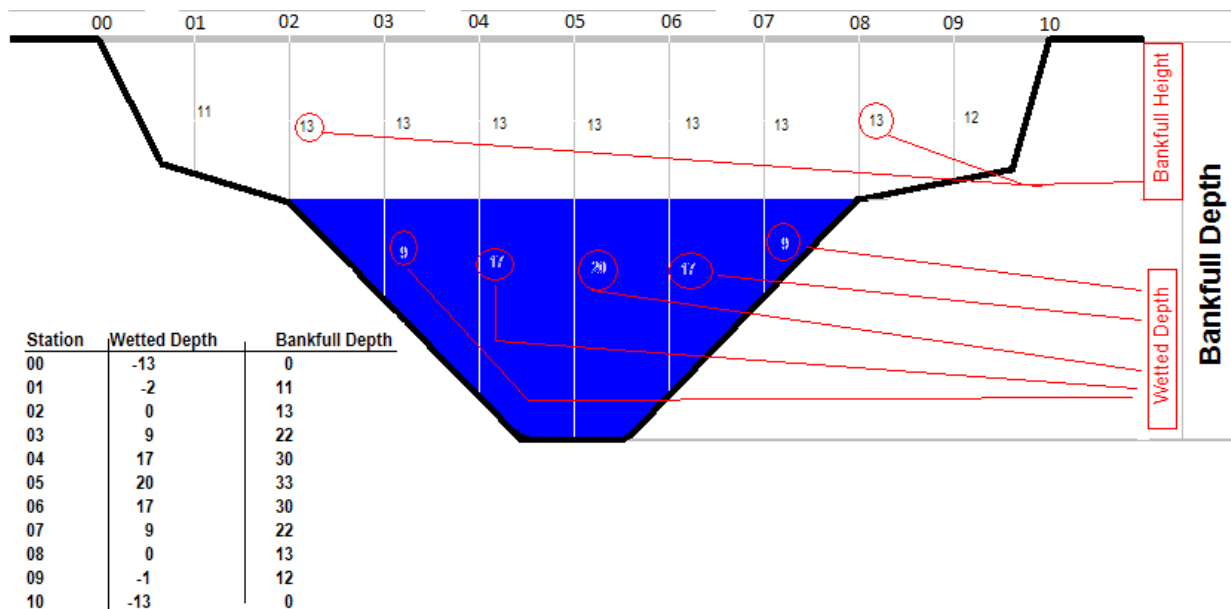 00 01 02 03 04 05 06 07 08 09 10
11 13 13 13 13 13 13 13 12
9 17 20 17 9
Bankfull Height
Wetted Depth
Bankfull Depth
Station Wetted Depth Bankfull Depth
00 -13 0
01 -2 11
02 0 13
03 9 22
04 17 30
05 20 33
06 17 30
07 9 22
08 0 13
09 -1 12
10 -13 0